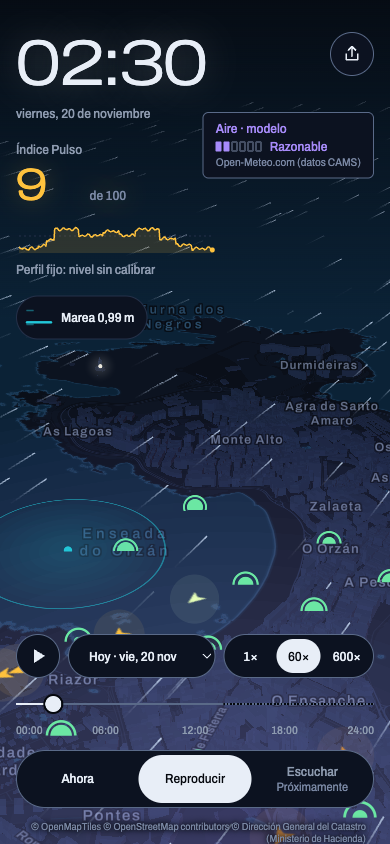 02:30
viernes, 20 de noviembre
Aire · modelo
Razonable
Open-Meteo.com (datos CAMS)
Índice Pulso
9
de 100
Perfil fijo: nivel sin calibrar
Marea 0,99 m
Negros
Durmideiras
Agra de Santo
Amaro
As Lagoas
Monte Alto
Zalaeta
Enseada
do Orzán
O Orzán
Hoy · vie, 20 nov
1×
60×
600×
Riazor
O Ensanche
00:00
06:00
12:00
18:00
24:00
Ahora
Reproducir
Escuchar
Próximamente
Pontes
© OpenMapTiles © OpenStreetMap contributors © Dirección General del Catastro
(Ministerio de Hacienda)